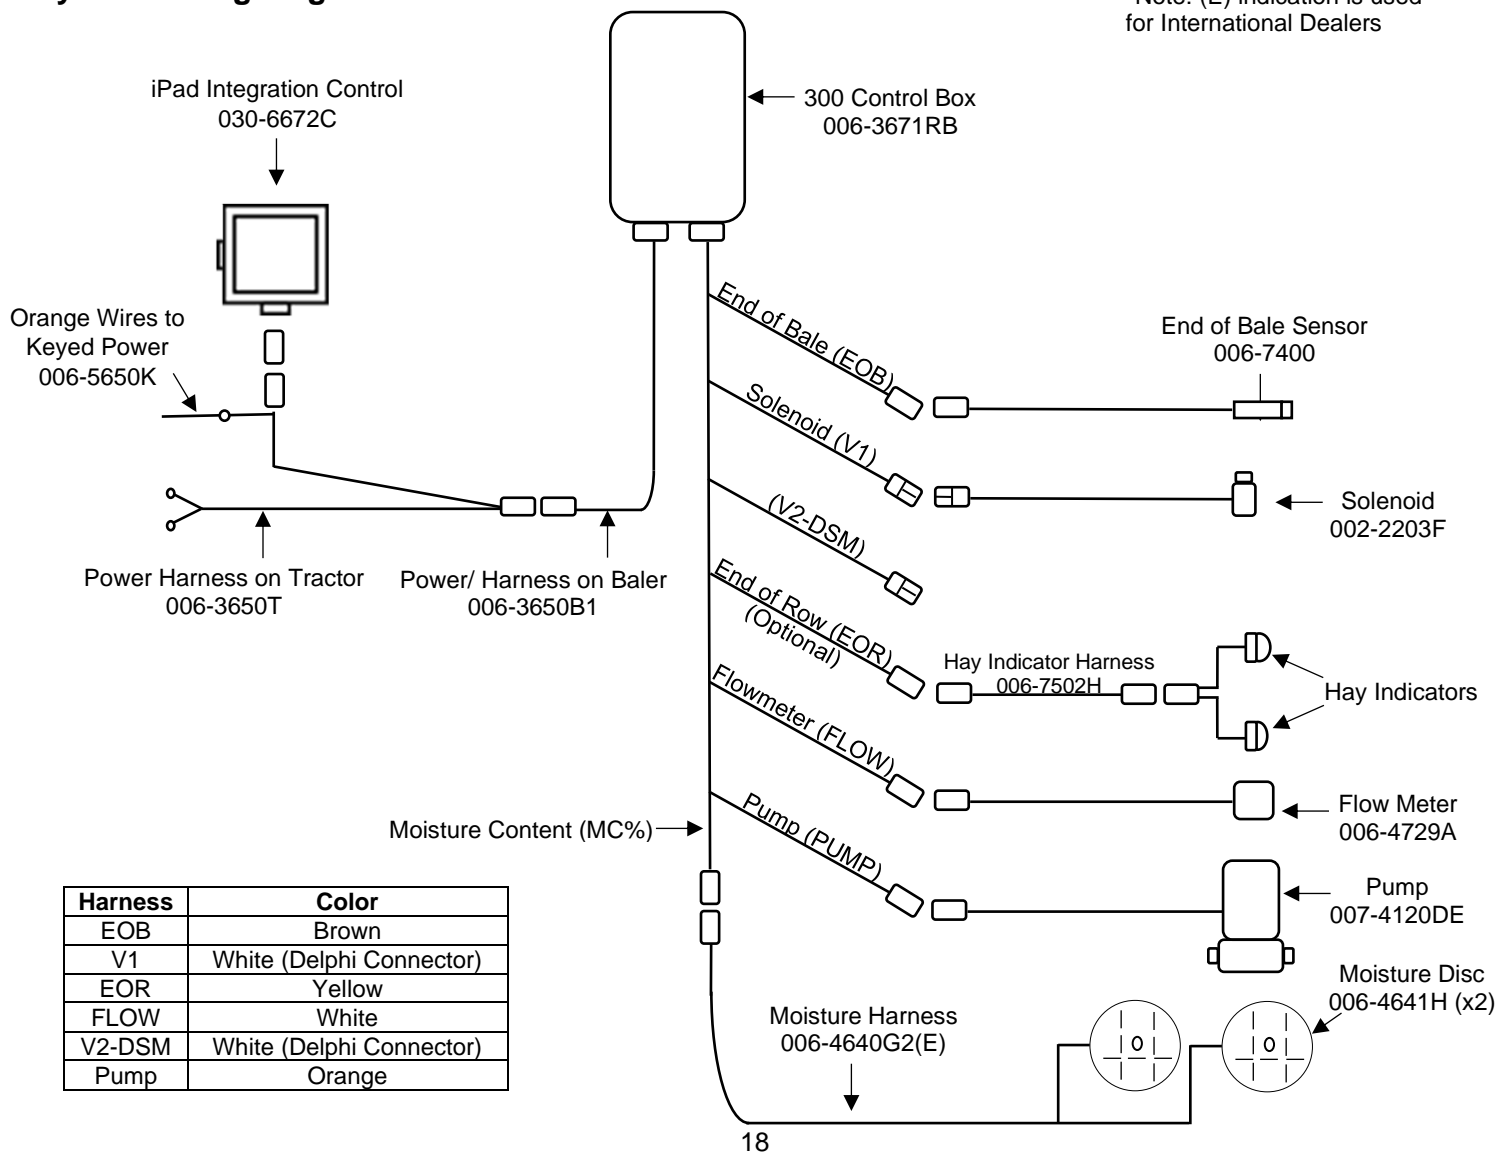 for International Dealers
iPad Integration Control
030-6672C
300 Control Box
006-3671RB
Orange Wires to
Keyed Power
006-5650K
End of Bale (EOB)
End of Bale Sensor
006-7400
Solenoid (V1)
Solenoid
002-2203F
(V2-DSM)
Power Harness on Tractor
006-3650T
Power/ Harness on Baler
006-3650B1
End of Row (EOR)
(Optional)
Hay Indicator Harness
006-7502H
Hay Indicators
Flowmeter (FLOW)
Flow Meter
006-4729A
Moisture Content (MC%)
Pump (PUMP)
Pump
007-4120DE
Harness Color
EOB Brown
V1 White (Delphi Connector)
EOR Yellow
FLOW White
V2-DSM White (Delphi Connector)
Pump Orange
Moisture Disc
006-4641H (x2)
Moisture Harness
006-4640G2(E)
18